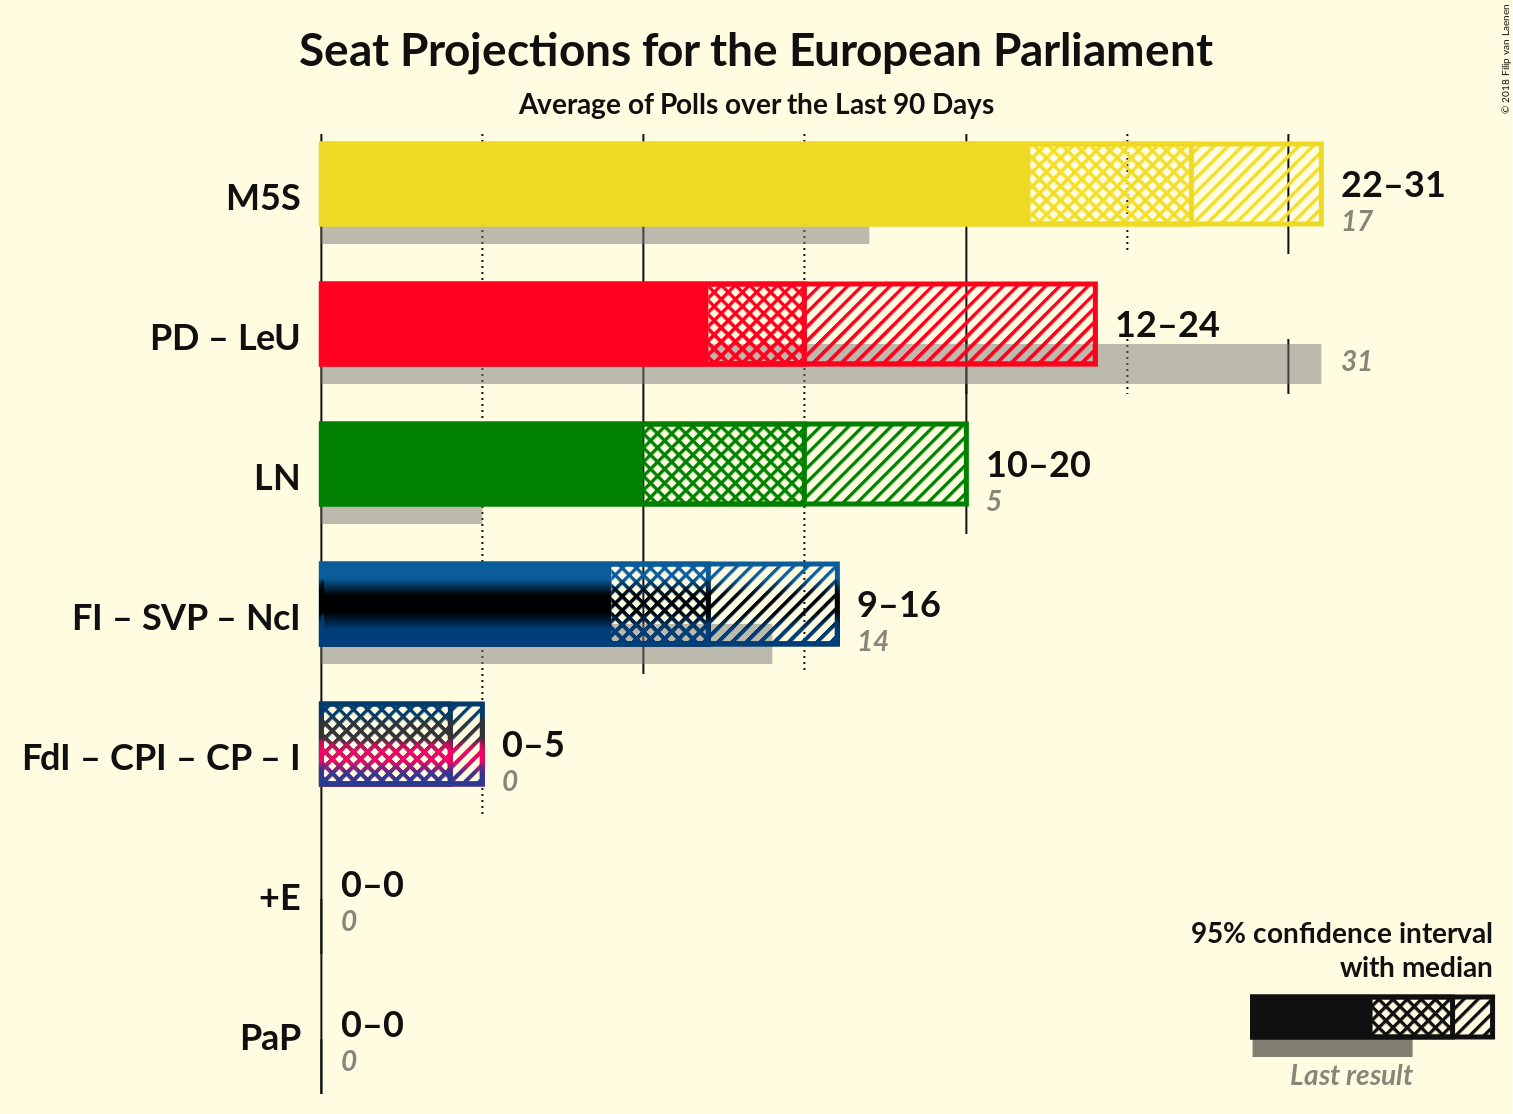 Seat Projections for the European Parliament
Average of Polls over the Last 90 Days
© 2018 Filip van Laenen
M5S
22–31
17
PD – LeU
12–24
31
LN
10–20
5
FI – SVP – NcI
9–16
14
FdI – CPI – CP – I
0–5
0
+E
0–0
0
PaP
0–0
0
95% confidence interval
with median
Last result